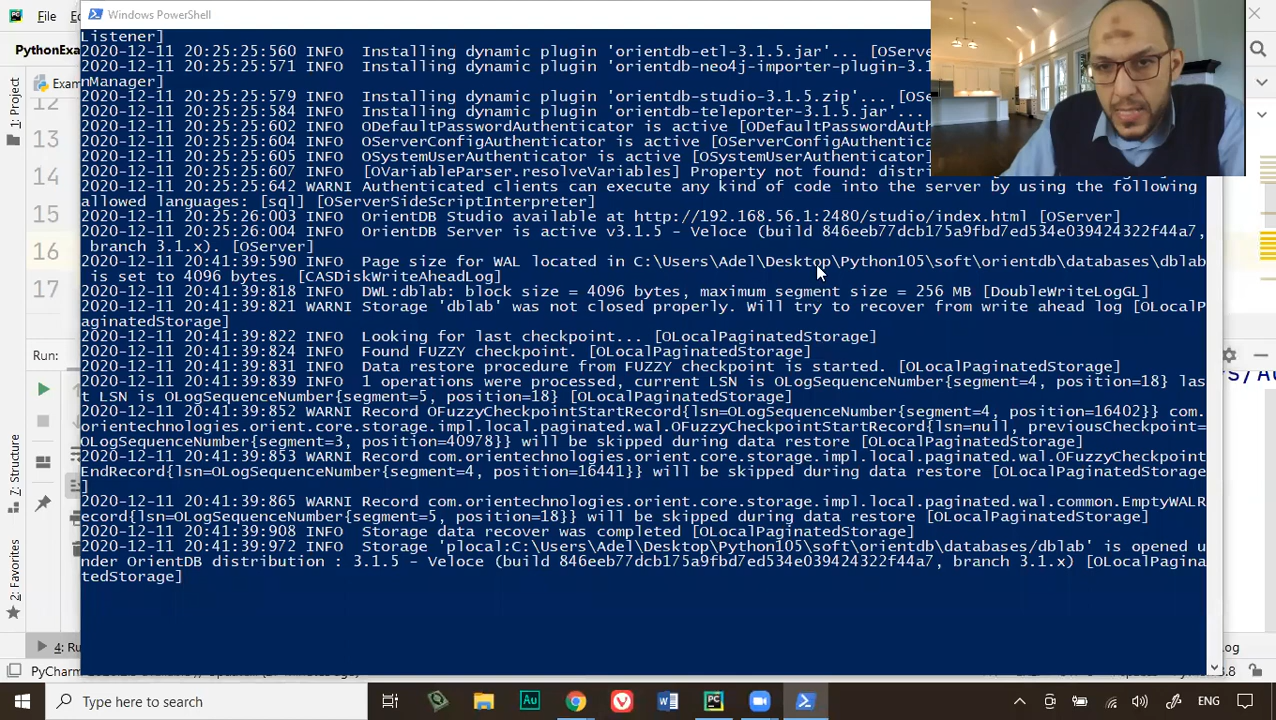 Windows PowerShell
File
PythonExa
Exam
1: Project
12
13
14
15
16
17
Run:
7: Structure
2: Favorites
4: Ru
PyCharm
Listener]
2020-12-11 20:25:25:560 INFO  Installing dynamic plugin 'orientdb-etl-3.1.5.jar'... [OServer
2020-12-11 20:25:25:571 INFO  Installing dynamic plugin 'orientdb-neo4j-importer-plugin-3.1
nManager]
2020-12-11 20:25:25:579 INFO  Installing dynamic plugin 'orientdb-studio-3.1.5.zip'... [OSe
2020-12-11 20:25:25:584 INFO  Installing dynamic plugin 'orientdb-teleporter-3.1.5.jar'...
2020-12-11 20:25:25:602 INFO  ODefaultPasswordAuthenticator is active [ODefaultPasswordAuth
2020-12-11 20:25:25:604 INFO  OServerConfigAuthenticator is active [OServerConfigAuthentica
2020-12-11 20:25:25:605 INFO  OSystemUserAuthenticator is active [OSystemUserAuthenticator]
2020-12-11 20:25:25:607 INFO  [OVariableParser.resolveVariables] Property not found: distri
2020-12-11 20:25:25:642 WARNI Authenticated clients can execute any kind of code into the server by using the following
allowed languages: [sql] [OServerSideScriptInterpreter]
2020-12-11 20:25:26:003 INFO  OrientDB Studio available at http://192.168.56.1:2480/studio/index.html [OServer]
2020-12-11 20:25:26:004 INFO  OrientDB Server is active v3.1.5 - Veloce (build 846eeb77dcb175a9fbd7ed534e039424322f44a7,
branch 3.1.x). [OServer]
2020-12-11 20:41:39:590 INFO  Page size for WAL located in C:\Users\Adel\Desktop\Python105\soft\orientdb\databases\dblab
is set to 4096 bytes. [CASDiskWriteAheadLog]
2020-12-11 20:41:39:818 INFO  DWL:dblab: block size = 4096 bytes, maximum segment size = 256 MB [DoubleWriteLogGL]
2020-12-11 20:41:39:821 WARNI Storage 'dblab' was not closed properly. Will try to recover from write ahead log [OLocalP
aginatedStorage]
2020-12-11 20:41:39:822 INFO  Looking for last checkpoint... [OLocalPaginatedStorage]
2020-12-11 20:41:39:824 INFO  Found FUZZY checkpoint. [OLocalPaginatedStorage]
2020-12-11 20:41:39:831 INFO  Data restore procedure from FUZZY checkpoint is started. [OLocalPaginatedStorage]
2020-12-11 20:41:39:839 INFO  1 operations were processed, current LSN is OLogSequenceNumber{segment=4, position=18} las
t LSN is OLogSequenceNumber{segment=5, position=18} [OLocalPaginatedStorage]
2020-12-11 20:41:39:852 WARNI Record OFuzzyCheckpointStartRecord{lsn=OLogSequenceNumber{segment=4, position=16402}} com.
orientechnologies.orient.core.storage.impl.local.paginated.wal.OFuzzyCheckpointStartRecord{lsn=null, previousCheckpoint=
OLogSequenceNumber{segment=3, position=40978}} will be skipped during data restore [OLocalPaginatedStorage]
2020-12-11 20:41:39:853 WARNI Record com.orientechnologies.orient.core.storage.impl.local.paginated.wal.OFuzzyCheckpoint
EndRecord{lsn=OLogSequenceNumber{segment=4, position=16441}} will be skipped during data restore [OLocalPaginatedStorage
]
2020-12-11 20:41:39:865 WARNI Record com.orientechnologies.orient.core.storage.impl.local.paginated.wal.common.EmptyWALR
ecord{lsn=OLogSequenceNumber{segment=5, position=18}} will be skipped during data restore [OLocalPaginatedStorage]
2020-12-11 20:41:39:908 INFO  Storage data recover was completed [OLocalPaginatedStorage]
2020-12-11 20:41:39:972 INFO  Storage 'plocal:C:\Users\Adel\Desktop\Python105\soft\orientdb\databases/dblab' is opened u
nder OrientDB distribution : 3.1.5 - Veloce (build 846eeb77dcb175a9fbd7ed534e039424322f44a7, branch 3.1.x) [OLocalPagina
tedStorage]
Type here to search
Au
ENG